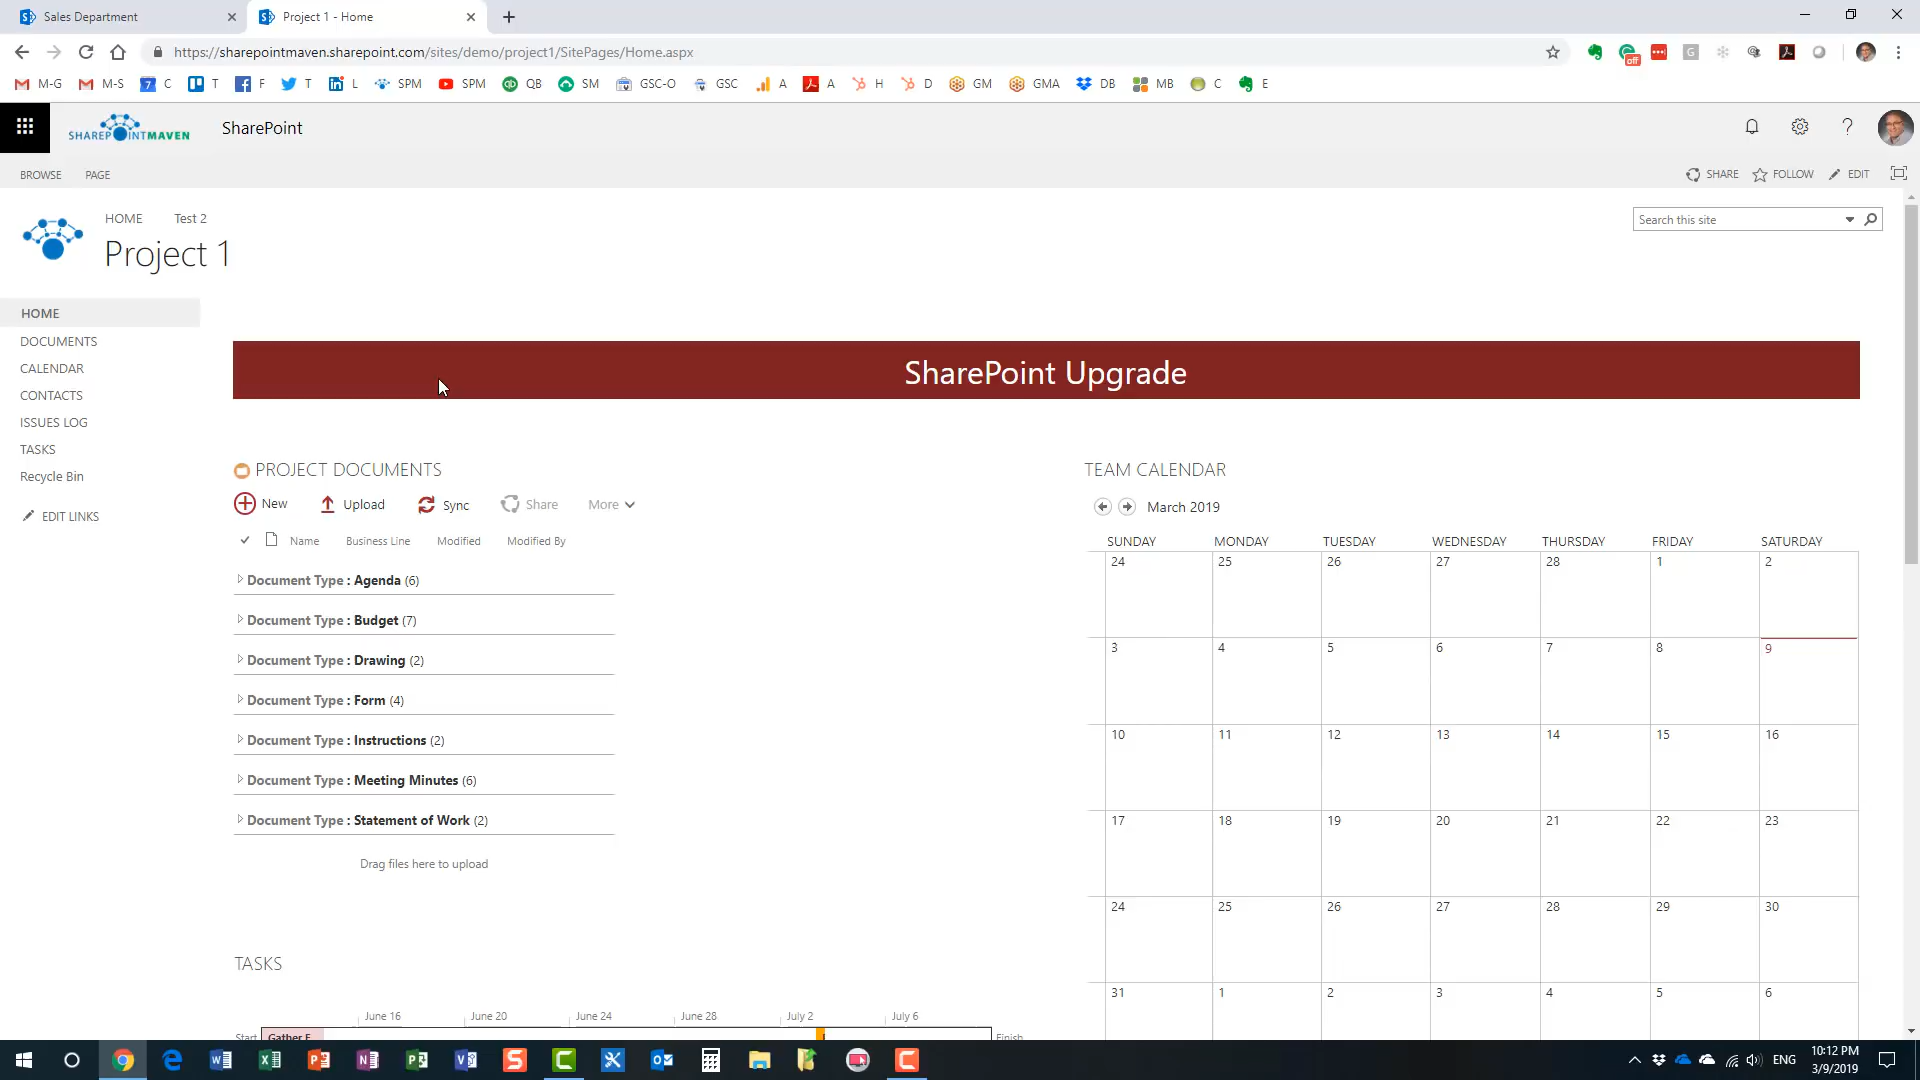 Sales Department
Project 1 - Home
https://sharepointmaven.sharepoint.com/sites/demo/project1/SitePages/Home.aspx
off
G
M-G M-S 7 C T F T L SPM SPM QB SM GSC-O GSC A A H D GM GMA DB MB C E
SHAREPOINTMAVEN SharePoint
BROWSE PAGE SHARE FOLLOW EDIT
HOME Test 2 Search this site
Project 1
HOME
DOCUMENTS
CALENDAR
CONTACTS
ISSUES LOG
TASKS
Recycle Bin
EDIT LINKS
SharePoint Upgrade
PROJECT DOCUMENTS
New Upload Sync Share More
Name Business Line Modified Modified By
Document Type : Agenda (6)
Document Type : Budget (7)
Document Type : Drawing (2)
Document Type : Form (4)
Document Type : Instructions (2)
Document Type : Meeting Minutes (6)
Document Type : Statement of Work (2)
Drag files here to upload
TEAM CALENDAR
March 2019
SUNDAY MONDAY TUESDAY WEDNESDAY THURSDAY FRIDAY SATURDAY
24 25 26 27 28 1 2
3 4 5 6 7 8 9
10 11 12 13 14 15 16
17 18 19 20 21 22 23
24 25 26 27 28 29 30
31 1 2 3 4 5 6
TASKS
June 16 June 20 June 24 June 28 July 2 July 6
Start Gather F Finish
ENG 10:12 PM
3/9/2019